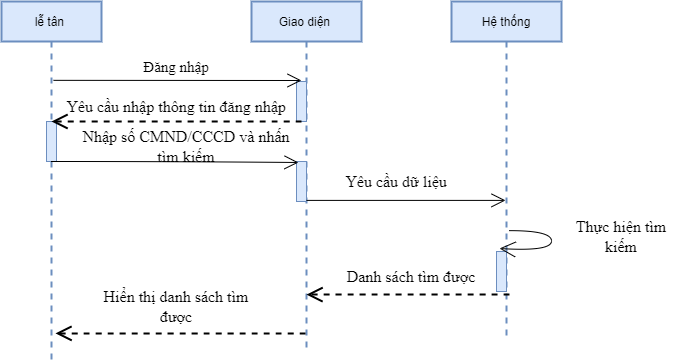 lễ tân
Giao diện
Hệ thống
Đăng nhập
Yêu cầu nhập thông tin đăng nhập
Nhập số CMND/CCCD và nhấn
tìm kiếm
Yêu cầu dữ liệu
Thực hiện tìm
kiếm
Danh sách tìm được
Hiển thị danh sách tìm
được